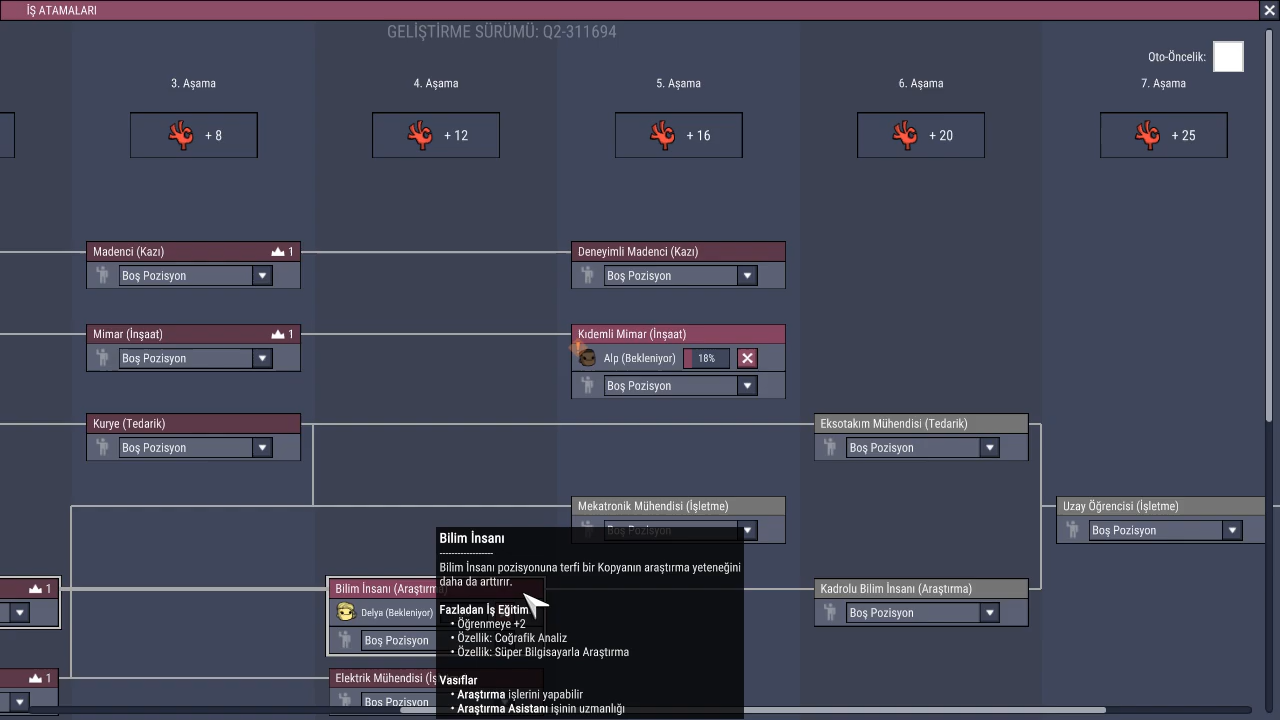 İŞ ATAMALARI
GELİŞTİRME SÜRÜMÜ: Q2-311694
Oto-Öncelik:
3. Aşama
4. Aşama
5. Aşama
6. Aşama
7. Aşama
+ 8
+ 12
+ 16
+ 20
+ 25
Madenci (Kazı) 1
Boş Pozisyon
Deneyimli Madenci (Kazı)
Boş Pozisyon
Mimar (İnşaat) 1
Boş Pozisyon
Kıdemli Mimar (İnşaat)
Alp (Bekleniyor) 18%
Boş Pozisyon
Kurye (Tedarik)
Boş Pozisyon
Eksotakım Mühendisi (Tedarik)
Boş Pozisyon
Mekatronik Mühendisi (İşletme)
Boş Pozisyon
Uzay Öğrencisi (İşletme)
Boş Pozisyon
1
Bilim İnsanı (Araştırma
Delya (Bekleniyor)
Boş Pozisyon
Kadrolu Bilim İnsanı (Araştırma)
Boş Pozisyon
1
Elektrik Mühendisi (İş
Boş Pozisyon
Bilim İnsanı
------------------
Bilim İnsanı pozisyonuna terfi bir Kopyanın araştırma yeteneğini
daha da arttırır.
Fazladan İş Eğitim
• Öğrenmeye +2
• Özellik: Coğrafik Analiz
• Özellik: Süper Bilgisayarla Araştırma
Vasıflar
• Araştırma işlerini yapabilir
• Araştırma Asistanı işinin uzmanlığı